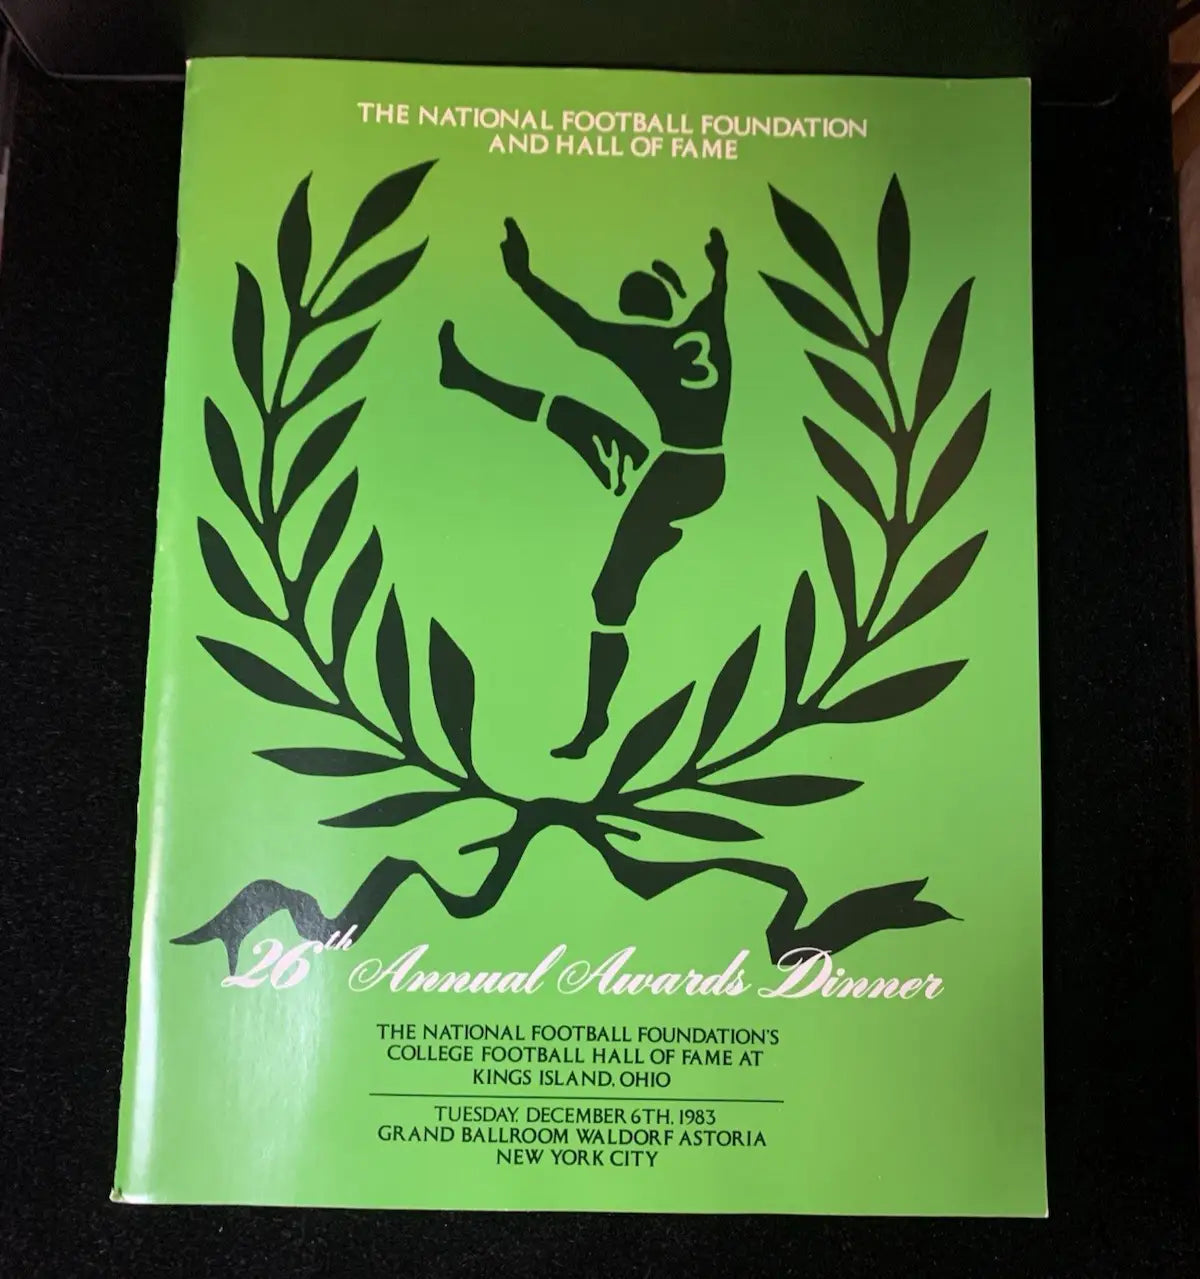 THE NATIONAL FOOTBALL FOUNDATION
AND HALL OF FAME
3
26th Annual Awards Dinner
THE NATIONAL FOOTBALL FOUNDATION'S
COLLEGE FOOTBALL HALL OF FAME AT
KINGS ISLAND, OHIO
TUESDAY, DECEMBER 6TH, 1983
GRAND BALLROOM WALDORF ASTORIA
NEW YORK CITY